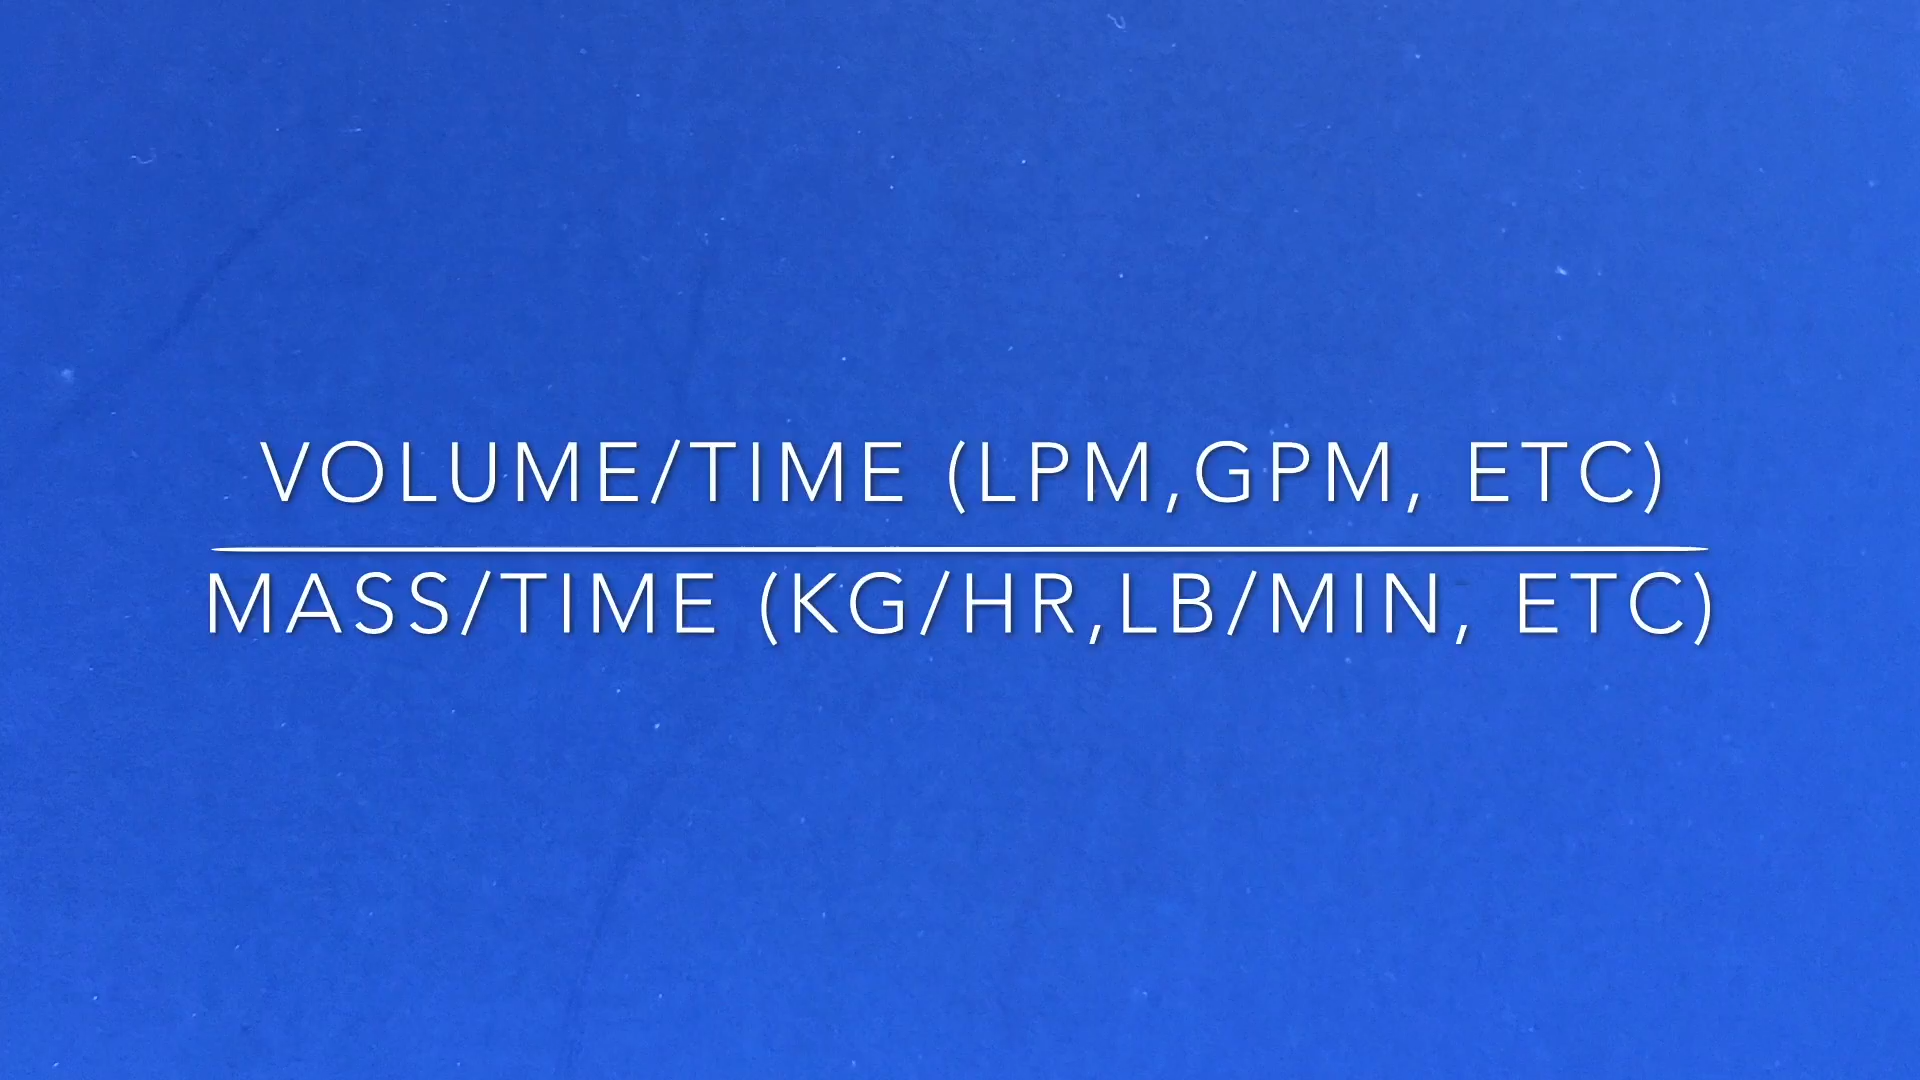 VOLUME/TIME (LPM,GPM, ETC)
MASS/TIME (KG/HR,LB/MIN, ETC)